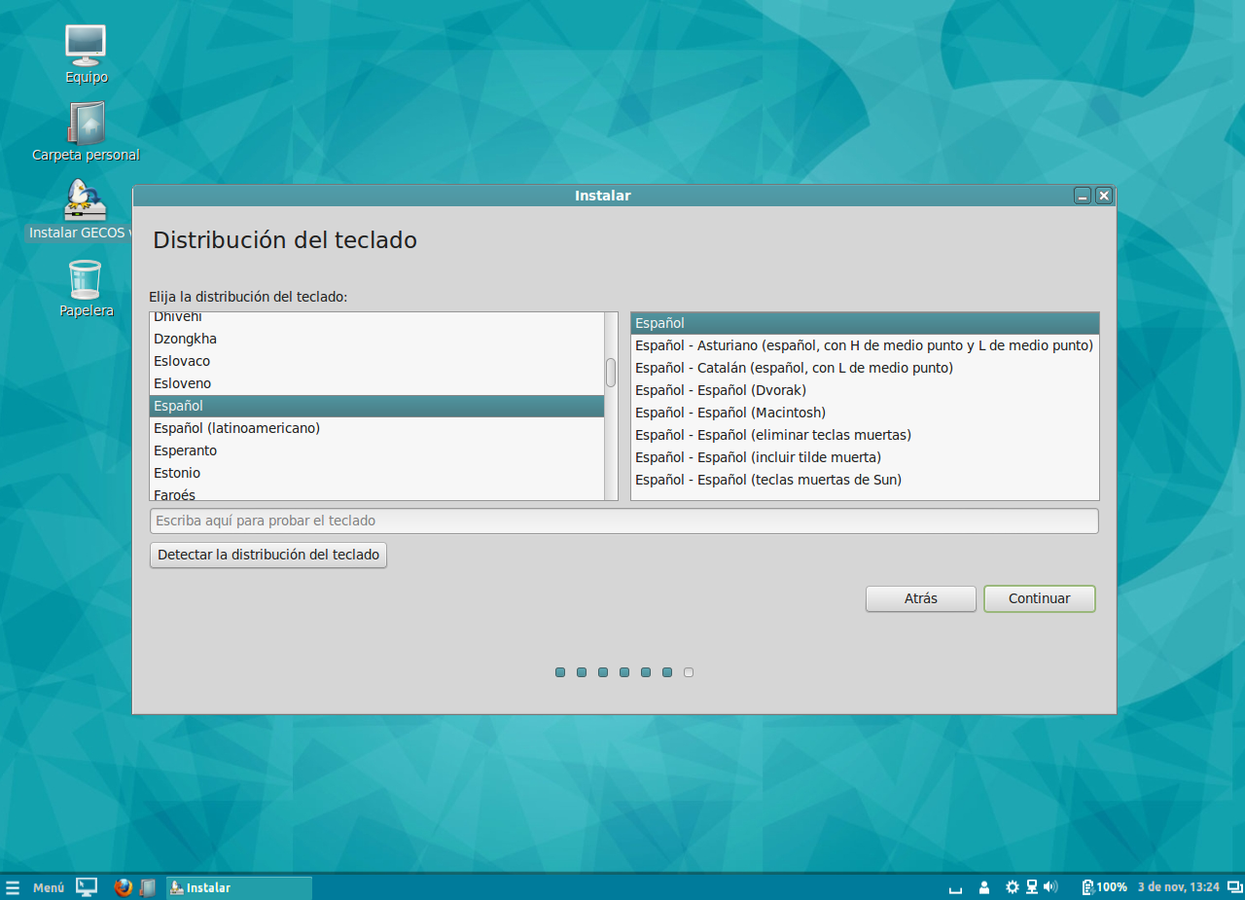 Equipo
Carpeta personal
Instalar GECOS
Papelera
Instalar
Distribución del teclado
Elija la distribución del teclado:
Dhivehi
Dzongkha
Eslovaco
Esloveno
Español
Español (latinoamericano)
Esperanto
Estonio
Faroés
Español
Español - Asturiano (español, con H de medio punto y L de medio punto)
Español - Catalán (español, con L de medio punto)
Español - Español (Dvorak)
Español - Español (Macintosh)
Español - Español (eliminar teclas muertas)
Español - Español (incluir tilde muerta)
Español - Español (teclas muertas de Sun)
Escriba aquí para probar el teclado
Detectar la distribución del teclado
Atrás
Continuar
Menú
Instalar
100%
3 de nov, 13:24